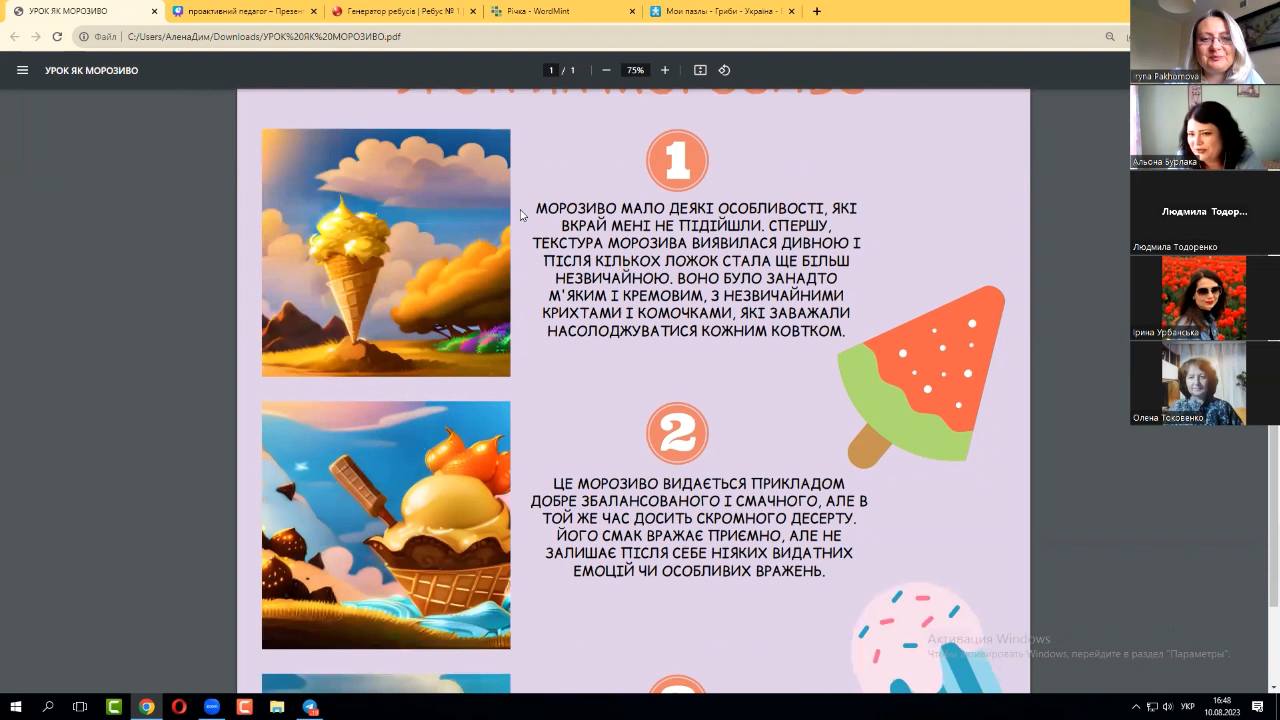 УРОК ЯК МОРОЗИВО
проактивний педагог – Презен
Генератор ребусів | Ребус № 1
Річка - WordMint
Мои пазлы - Гриби - Україна -
Файл | C:/Users/АленаДим/Downloads/УРОК%20ЯК%20МОРОЗИВО.pdf
УРОК ЯК МОРОЗИВО
1 / 1
75%
УРОК ЯК МОРОЗИВО
1
МОРОЗИВО МАЛО ДЕЯКІ ОСОБЛИВОСТІ, ЯКІ
ВКРАЙ МЕНІ НЕ ПІДІЙШЛИ. СПЕРШУ,
ТЕКСТУРА МОРОЗИВА ВИЯВИЛАСЯ ДИВНОЮ І
ПІСЛЯ КІЛЬКОХ ЛОЖОК СТАЛА ЩЕ БІЛЬШ
НЕЗВИЧАЙНОЮ. ВОНО БУЛО ЗАНАДТО
М'ЯКИМ І КРЕМОВИМ, З НЕЗВИЧАЙНИМИ
КРИХТАМИ І КОМОЧКАМИ, ЯКІ ЗАВАЖАЛИ
НАСОЛОДЖУВАТИСЯ КОЖНИМ КОВТКОМ.
2
ЦЕ МОРОЗИВО ВИДАЄТЬСЯ ПРИКЛАДОМ
ДОБРЕ ЗБАЛАНСОВАНОГО І СМАЧНОГО, АЛЕ В
ТОЙ ЖЕ ЧАС ДОСИТЬ СКРОМНОГО ДЕСЕРТУ.
ЙОГО СМАК ВРАЖАЄ ПРИЄМНО, АЛЕ НЕ
ЗАЛИШАЄ ПІСЛЯ СЕБЕ НІЯКИХ ВИДАТНИХ
ЕМОЦІЙ ЧИ ОСОБЛИВИХ ВРАЖЕНЬ.
Iryna Pakhomova
Альона Бурлака
Людмила Тодор...
Людмила Тодоренко
Ірина Урбанська
Олена Токовенко
Активация Windows
Чтобы активировать Windows, перейдите в раздел "Параметры".
zoom
УКР
16:48
10.08.2023